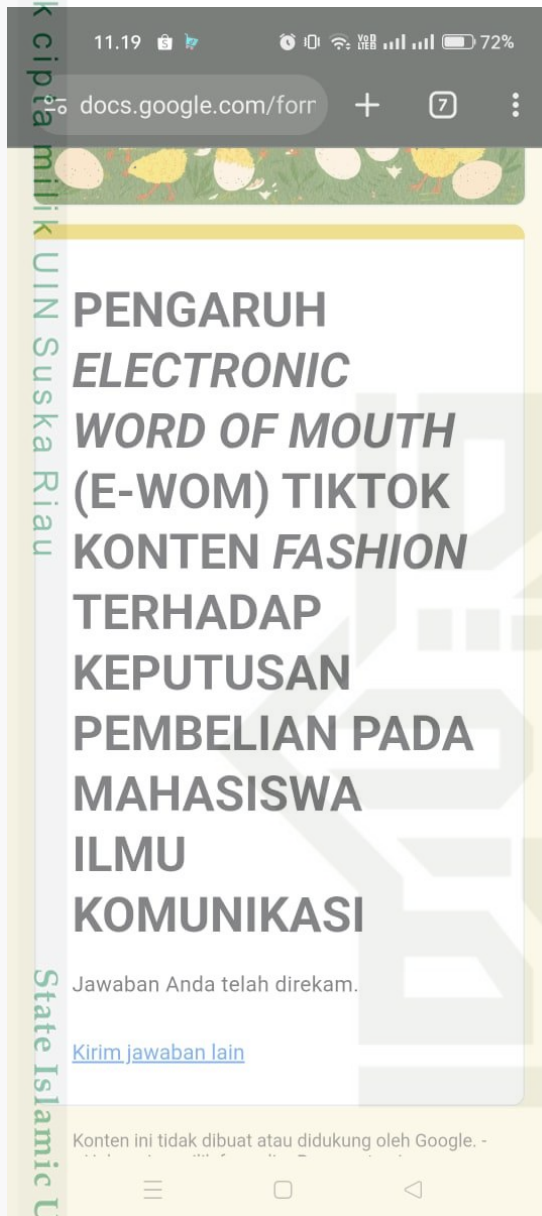 k cipta milik UIN Suska Riau
State Islamic U
11.19
72%
docs.google.com/forr
7
PENGARUH
ELECTRONIC
WORD OF MOUTH
(E-WOM) TIKTOK
KONTEN FASHION
TERHADAP
KEPUTUSAN
PEMBELIAN PADA
MAHASISWA
ILMU
KOMUNIKASI
Jawaban Anda telah direkam.
Kirim jawaban lain
Konten ini tidak dibuat atau didukung oleh Google. -